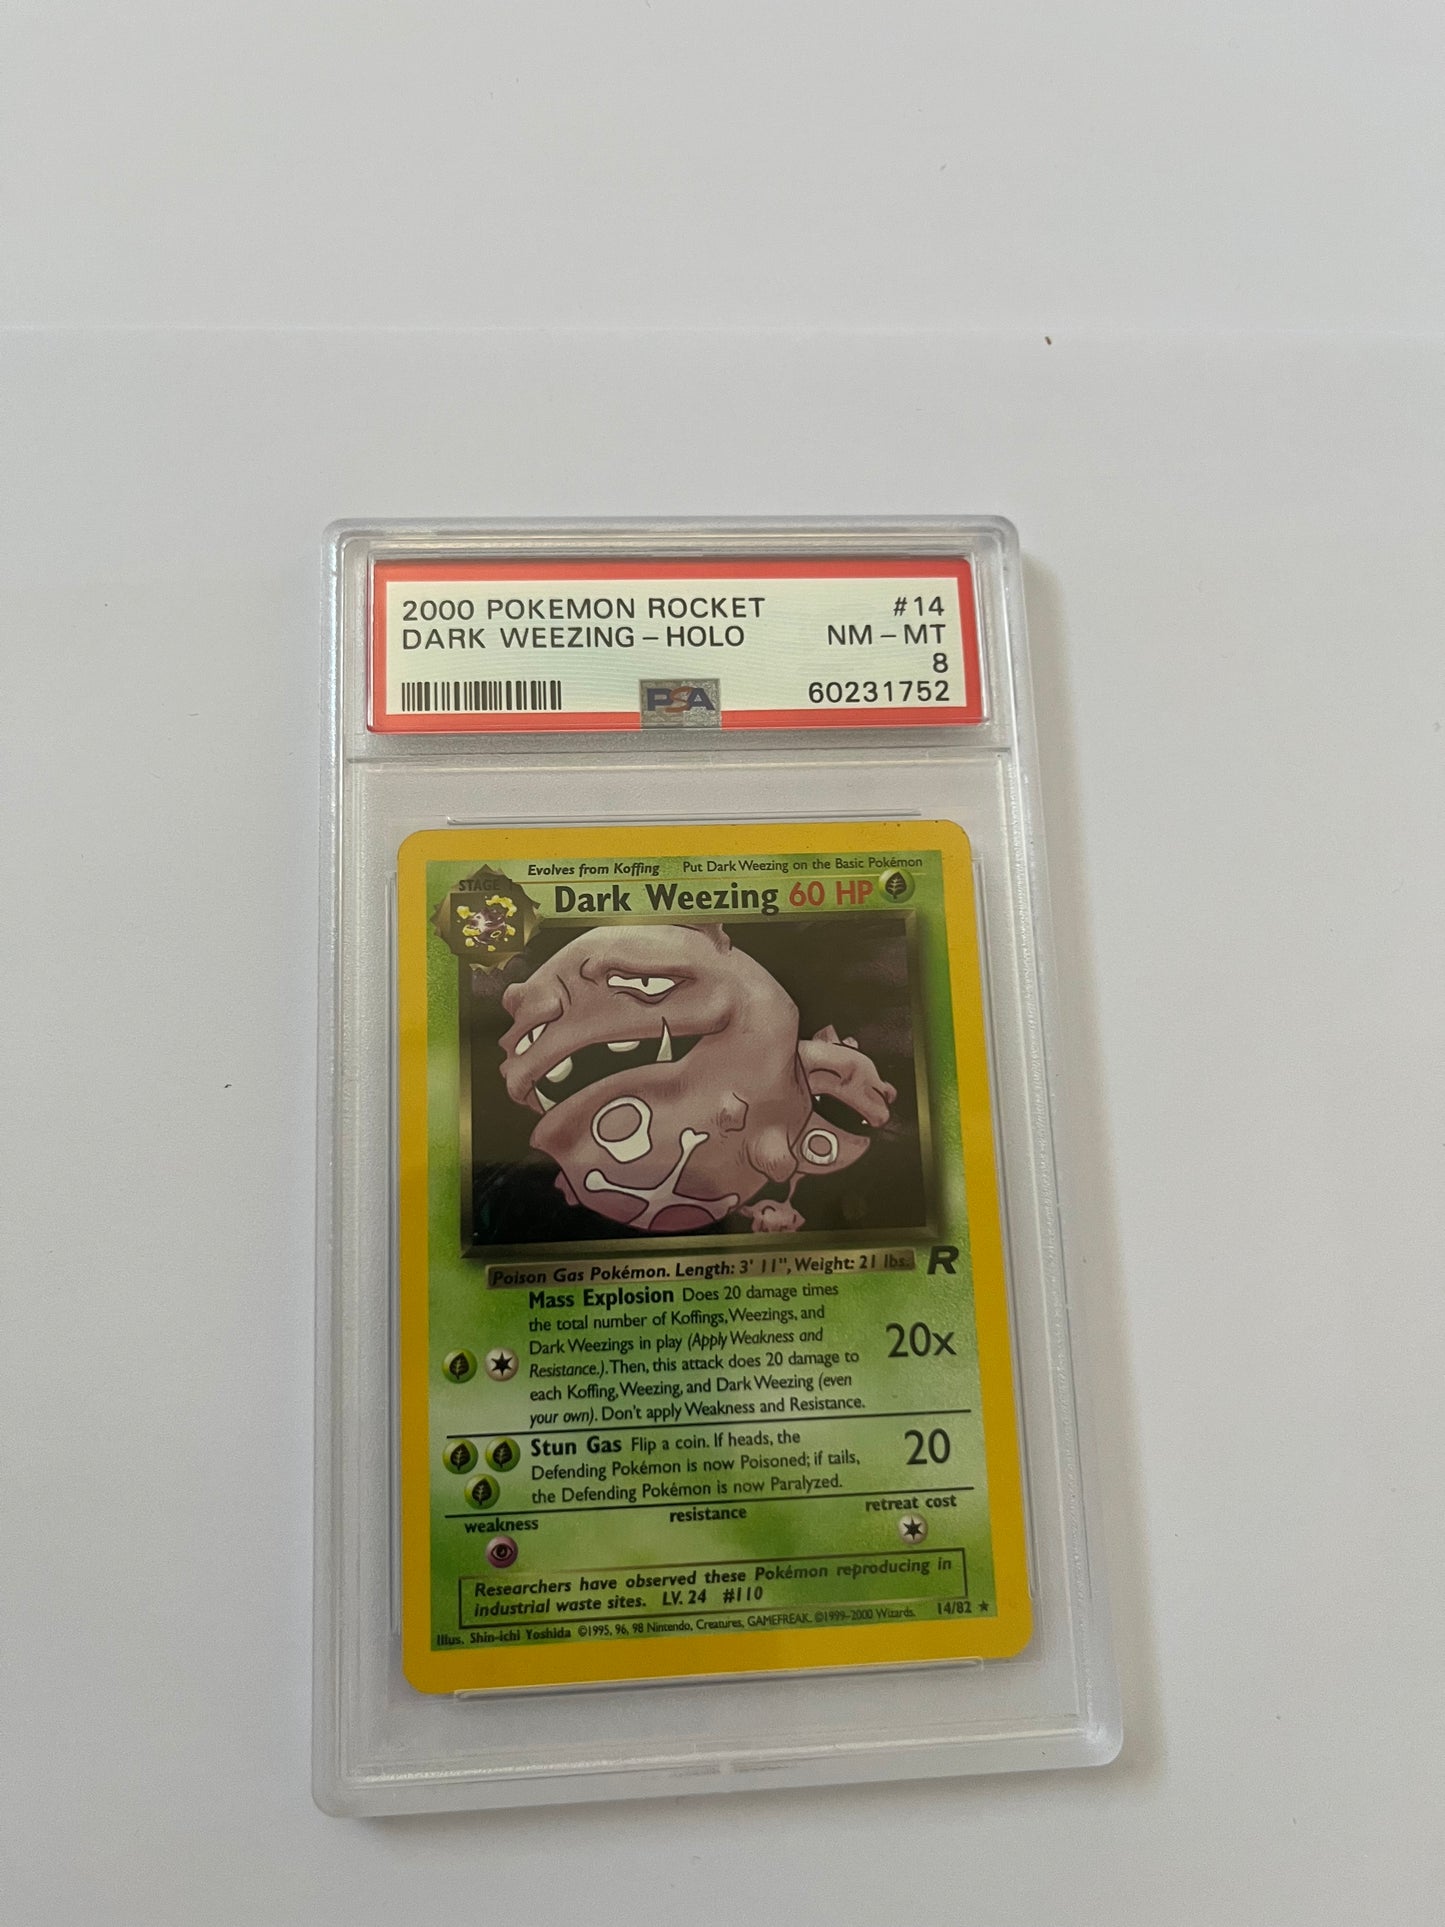 2000 POKEMON ROCKET #14
DARK WEEZING – HOLO NM – MT
8
PSA 60231752
Evolves from Koffing Put Dark Weezing on the Basic Pokémon
STAGE 1
Dark Weezing 60 HP
Poison Gas Pokémon. Length: 3' 11", Weight: 21 lbs. R
Mass Explosion Does 20 damage times
the total number of Koffings, Weezings, and
Dark Weezings in play (Apply Weakness and
Resistance.). Then, this attack does 20 damage to
each Koffing, Weezing, and Dark Weezing (even
your own). Don't apply Weakness and Resistance.
20x
Stun Gas Flip a coin. If heads, the
Defending Pokémon is now Poisoned; if tails,
the Defending Pokémon is now Paralyzed.
20
weakness resistance retreat cost
Researchers have observed these Pokémon reproducing in
industrial waste sites. LV. 24 #110
Illus. Shin-ichi Yoshida ©1995, 96, 98 Nintendo, Creatures, GAMEFREAK. ©1999-2000 Wizards. 14/82 ★